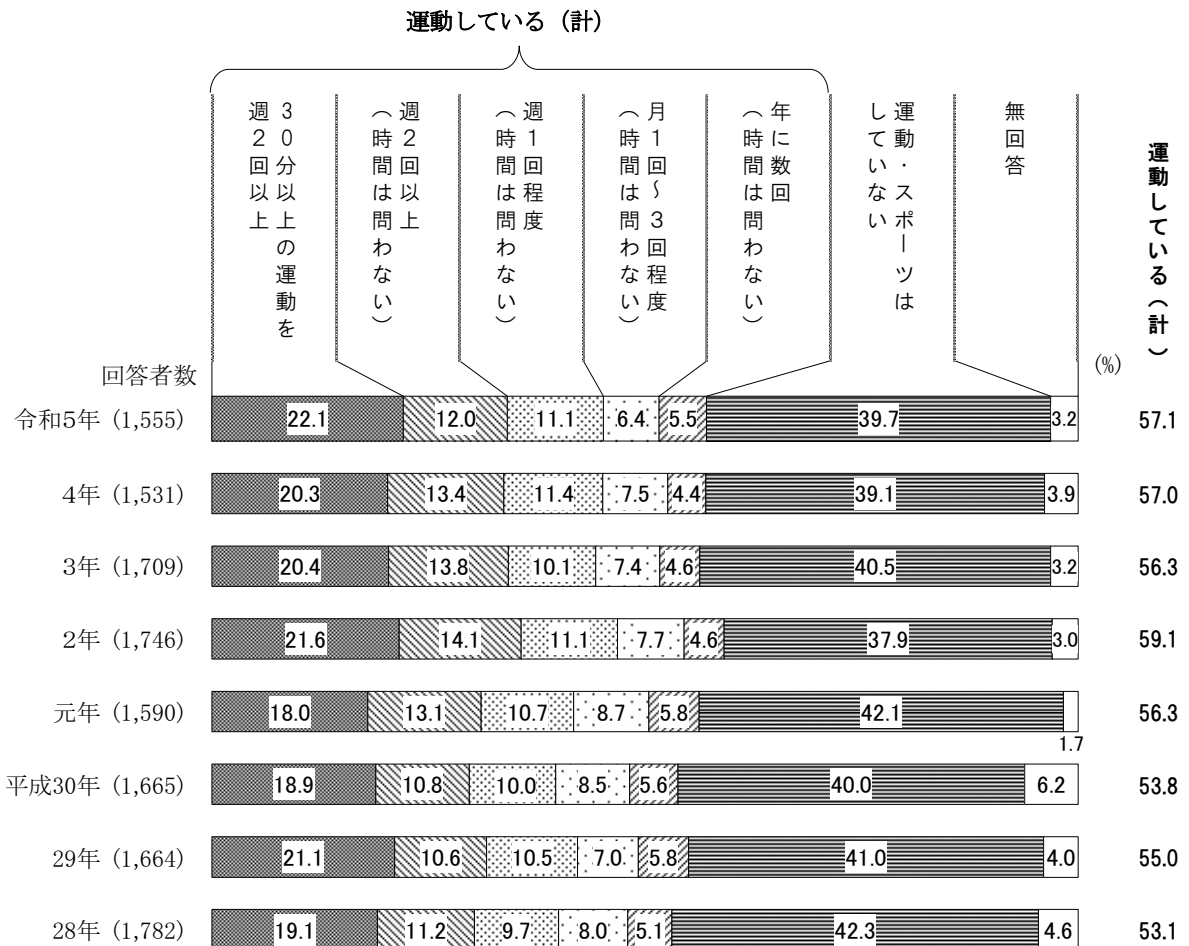 運動している（計）
30分以上の運動を
週2回以上
週2回以上
（時間は問わない）
週1回程度
（時間は問わない）
月1回～3回程度
（時間は問わない）
年に数回
（時間は問わない）
運動・スポーツは
していない
無回答
運動している（計）
(%)
回答者数
令和5年 (1,555) 22.1 12.0 11.1 6.4 5.5 39.7 3.2 57.1
4年 (1,531) 20.3 13.4 11.4 7.5 4.4 39.1 3.9 57.0
3年 (1,709) 20.4 13.8 10.1 7.4 4.6 40.5 3.2 56.3
2年 (1,746) 21.6 14.1 11.1 7.7 4.6 37.9 3.0 59.1
元年 (1,590) 18.0 13.1 10.7 8.7 5.8 42.1 1.7 56.3
平成30年 (1,665) 18.9 10.8 10.0 8.5 5.6 40.0 6.2 53.8
29年 (1,664) 21.1 10.6 10.5 7.0 5.8 41.0 4.0 55.0
28年 (1,782) 19.1 11.2 9.7 8.0 5.1 42.3 4.6 53.1